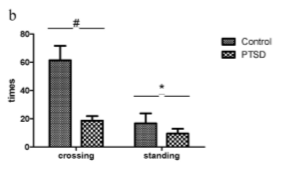 b
#
Control
PTSD
80
60
*
40
20
0
times
crossing standing